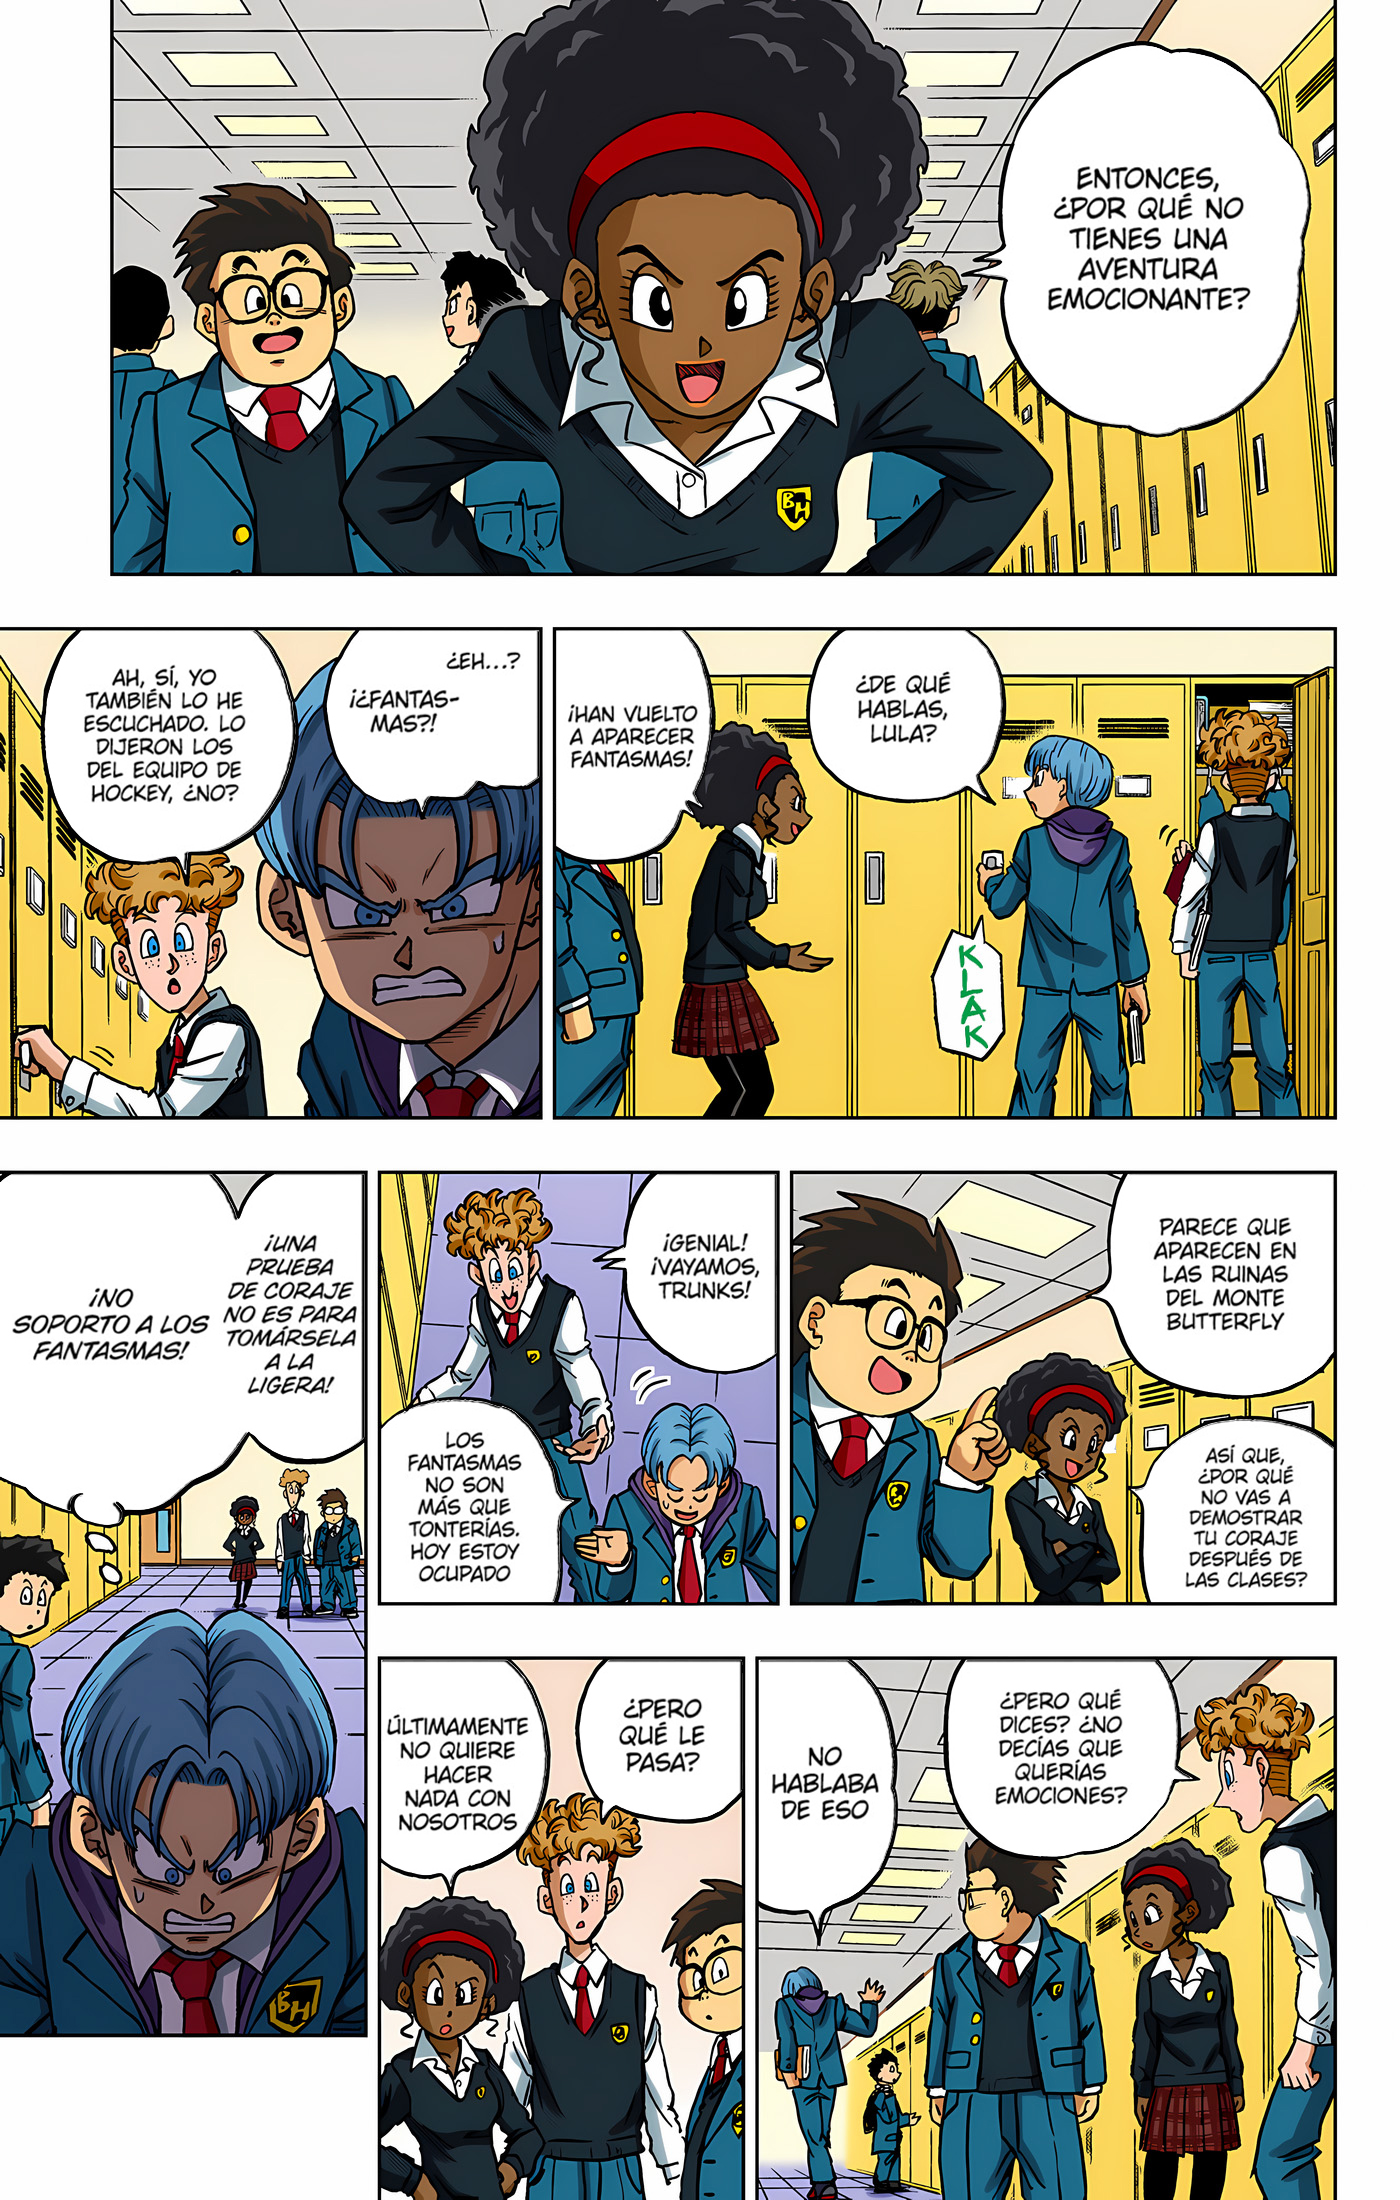 ENTONCES,
¿POR QUÉ NO
TIENES UNA
AVENTURA
EMOCIONANTE?
BH
¿DE QUÉ
HABLAS,
LULA?
¡HAN VUELTO
A APARECER
FANTASMAS!
KLAK
¿EH...?
¡¿FANTAS-
MAS?!
AH, SÍ, YO
TAMBIÉN LO HE
ESCUCHADO. LO
DIJERON LOS
DEL EQUIPO DE
HOCKEY, ¿NO?
PARECE QUE
APARECEN EN
LAS RUINAS
DEL MONTE
BUTTERFLY
ASÍ QUE,
¿POR QUÉ
NO VAS A
DEMOSTRAR
TU CORAJE
DESPUÉS DE
LAS CLASES?
¡GENIAL!
¡VAYAMOS,
TRUNKS!
LOS
FANTASMAS
NO SON
MÁS QUE
TONTERÍAS.
HOY ESTOY
OCUPADO
¡UNA
PRUEBA
DE CORAJE
NO ES PARA
TOMÁRSELA
A LA
LIGERA!
¡NO
SOPORTO A LOS
FANTASMAS!
BH
¿PERO QUÉ
DICES? ¿NO
DECÍAS QUE
QUERÍAS
EMOCIONES?
NO
HABLABA
DE ESO
¿PERO
QUÉ LE
PASA?
ÚLTIMAMENTE
NO QUIERE
HACER
NADA CON
NOSOTROS